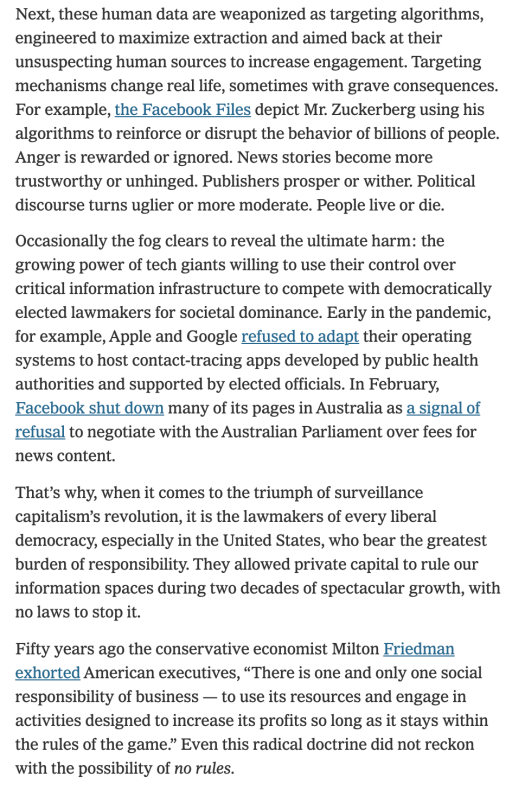 Next, these human data are weaponized as targeting algorithms,
engineered to maximize extraction and aimed back at their
unsuspecting human sources to increase engagement. Targeting
mechanisms change real life, sometimes with grave consequences.
For example, the Facebook Files depict Mr. Zuckerberg using his
algorithms to reinforce or disrupt the behavior of billions of people.
Anger is rewarded or ignored. News stories become more
trustworthy or unhinged. Publishers prosper or wither. Political
discourse turns uglier or more moderate. People live or die.
Occasionally the fog clears to reveal the ultimate harm: the
growing power of tech giants willing to use their control over
critical information infrastructure to compete with democratically
elected lawmakers for societal dominance. Early in the pandemic,
for example, Apple and Google refused to adapt their operating
systems to host contact-tracing apps developed by public health
authorities and supported by elected officials. In February,
Facebook shut down many of its pages in Australia as a signal of
refusal to negotiate with the Australian Parliament over fees for
news content.
That’s why, when it comes to the triumph of surveillance
capitalism’s revolution, it is the lawmakers of every liberal
democracy, especially in the United States, who bear the greatest
burden of responsibility. They allowed private capital to rule our
information spaces during two decades of spectacular growth, with
no laws to stop it.
Fifty years ago the conservative economist Milton Friedman
exhorted American executives, “There is one and only one social
responsibility of business — to use its resources and engage in
activities designed to increase its profits so long as it stays within
the rules of the game.” Even this radical doctrine did not reckon
with the possibility of no rules.